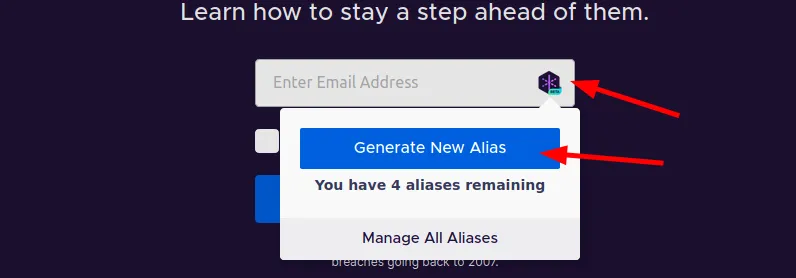 Learn how to stay a step ahead of them.
Enter Email Address
BETA
Generate New Alias
You have 4 aliases remaining
Manage All Aliases
breaches going back to 2007.